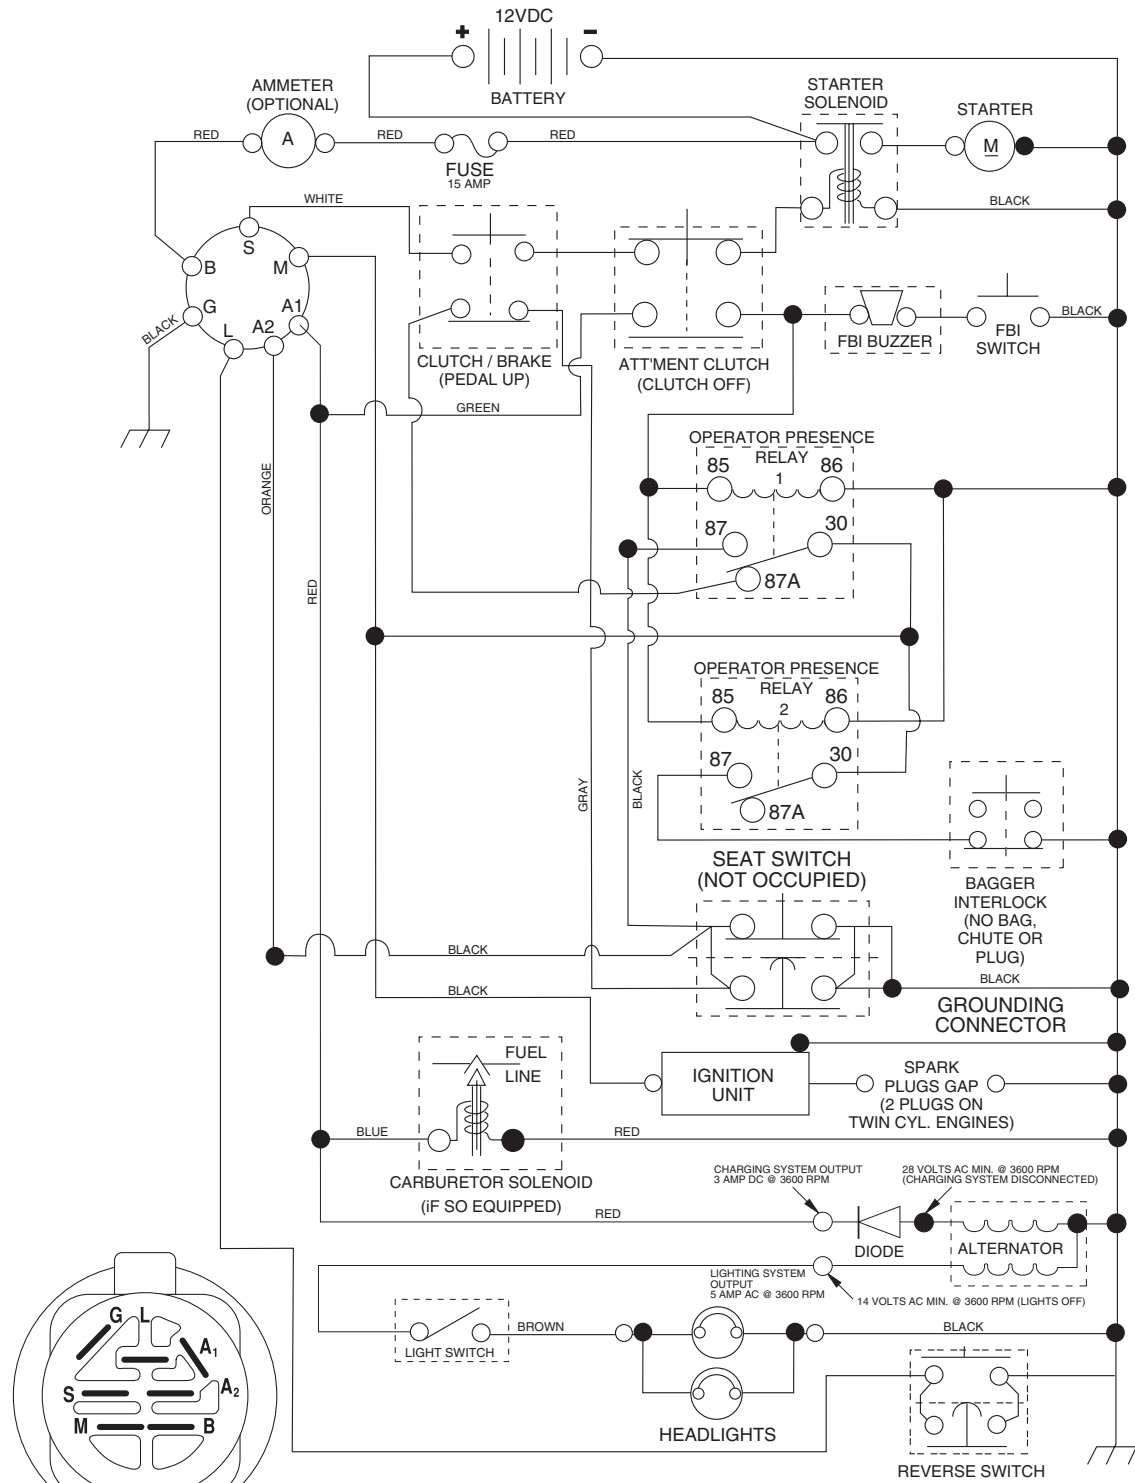 12VDC
+
-
BATTERY
AMMETER
(OPTIONAL)
A
RED
RED
FUSE
15 AMP
RED
STARTER
SOLENOID
STARTER
M
BLACK
WHITE
S
B
M
G
A1
L
A2
BLACK
CLUTCH / BRAKE
(PEDAL UP)
ATT'MENT CLUTCH
(CLUTCH OFF)
FBI BUZZER
FBI
SWITCH
BLACK
GREEN
ORANGE
RED
OPERATOR PRESENCE
RELAY
1
85
86
87
30
87A
OPERATOR PRESENCE
RELAY
2
85
86
87
30
87A
GRAY
BLACK
SEAT SWITCH
(NOT OCCUPIED)
BAGGER
INTERLOCK
(NO BAG,
CHUTE OR
PLUG)
BLACK
BLACK
BLACK
GROUNDING
CONNECTOR
FUEL
LINE
IGNITION
UNIT
SPARK
PLUGS GAP
(2 PLUGS ON
TWIN CYL. ENGINES)
BLUE
RED
CARBURETOR SOLENOID
(iF SO EQUIPPED)
CHARGING SYSTEM OUTPUT
3 AMP DC @ 3600 RPM
28 VOLTS AC MIN. @ 3600 RPM
(CHARGING SYSTEM DISCONNECTED)
RED
DIODE
ALTERNATOR
LIGHTING SYSTEM
OUTPUT
5 AMP AC @ 3600 RPM
14 VOLTS AC MIN. @ 3600 RPM (LIGHTS OFF)
LIGHT SWITCH
BROWN
BLACK
HEADLIGHTS
REVERSE SWITCH
G
L
A1
S
A2
M
B